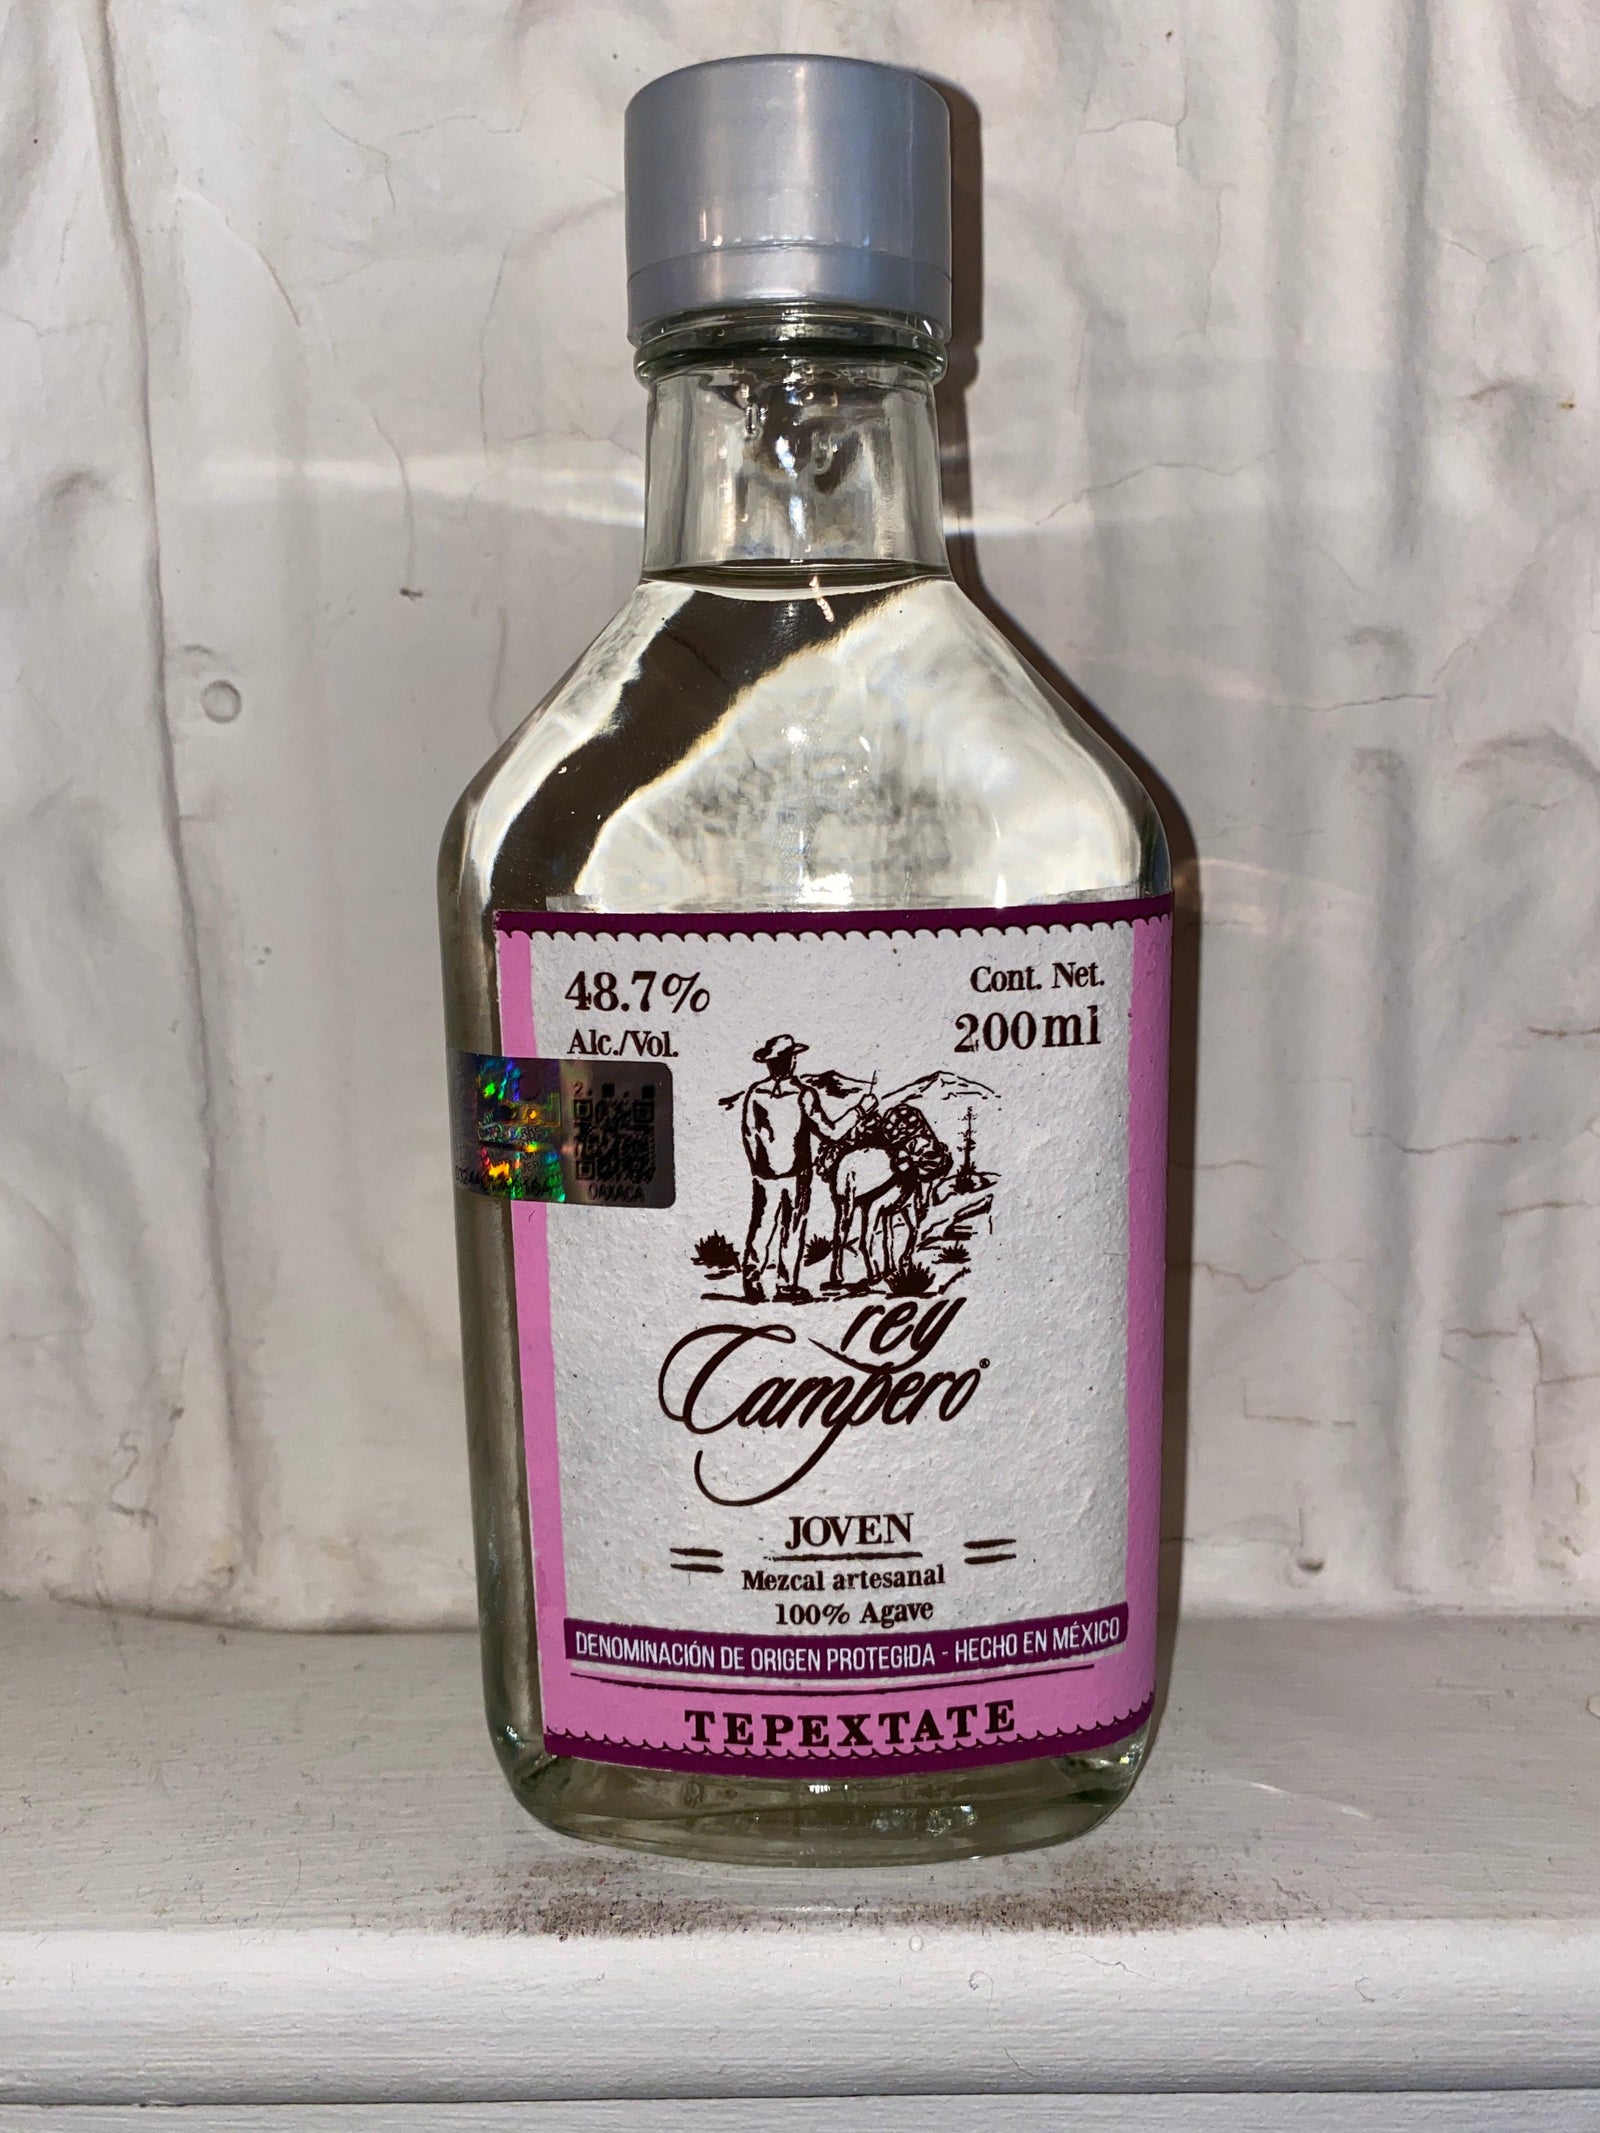 48.7%
Alc./Vol.
Cont. Net.
200ml
OAXACA
rey
Campero®
JOVEN
Mezcal artesanal
100% Agave
DENOMINACIÓN DE ORIGEN PROTEGIDA - HECHO EN MÉXICO
TEPEXTATE